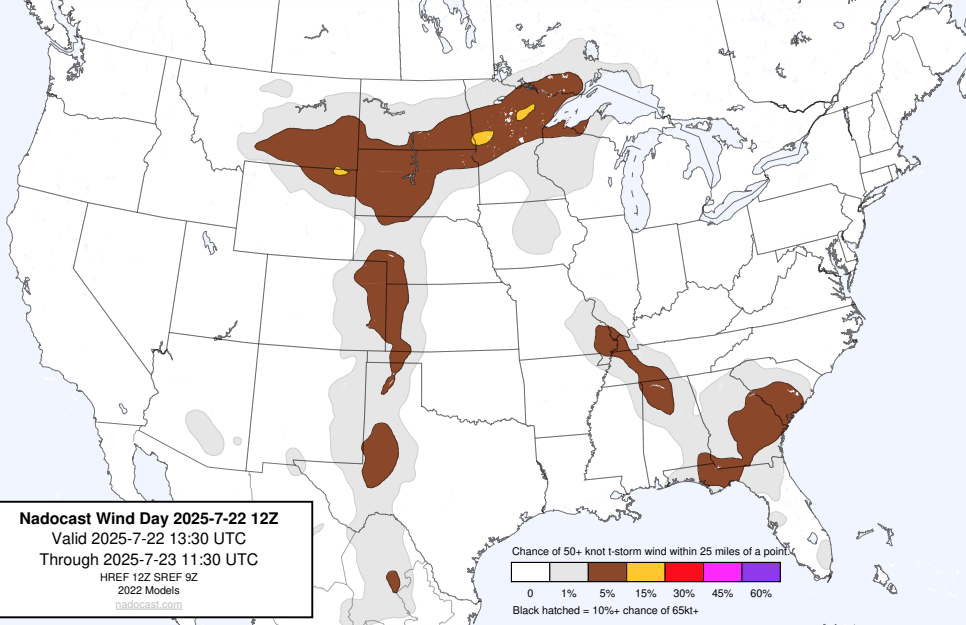 Nadocast Wind Day 2025-7-22 12Z
Valid 2025-7-22 13:30 UTC
Through 2025-7-23 11:30 UTC
HREF 12Z SREF 9Z
2022 Models
nadocast.com
Chance of 50+ knot t-storm wind within 25 miles of a point.
0 1% 5% 15% 30% 45% 60%
Black hatched = 10%+ chance of 65kt+